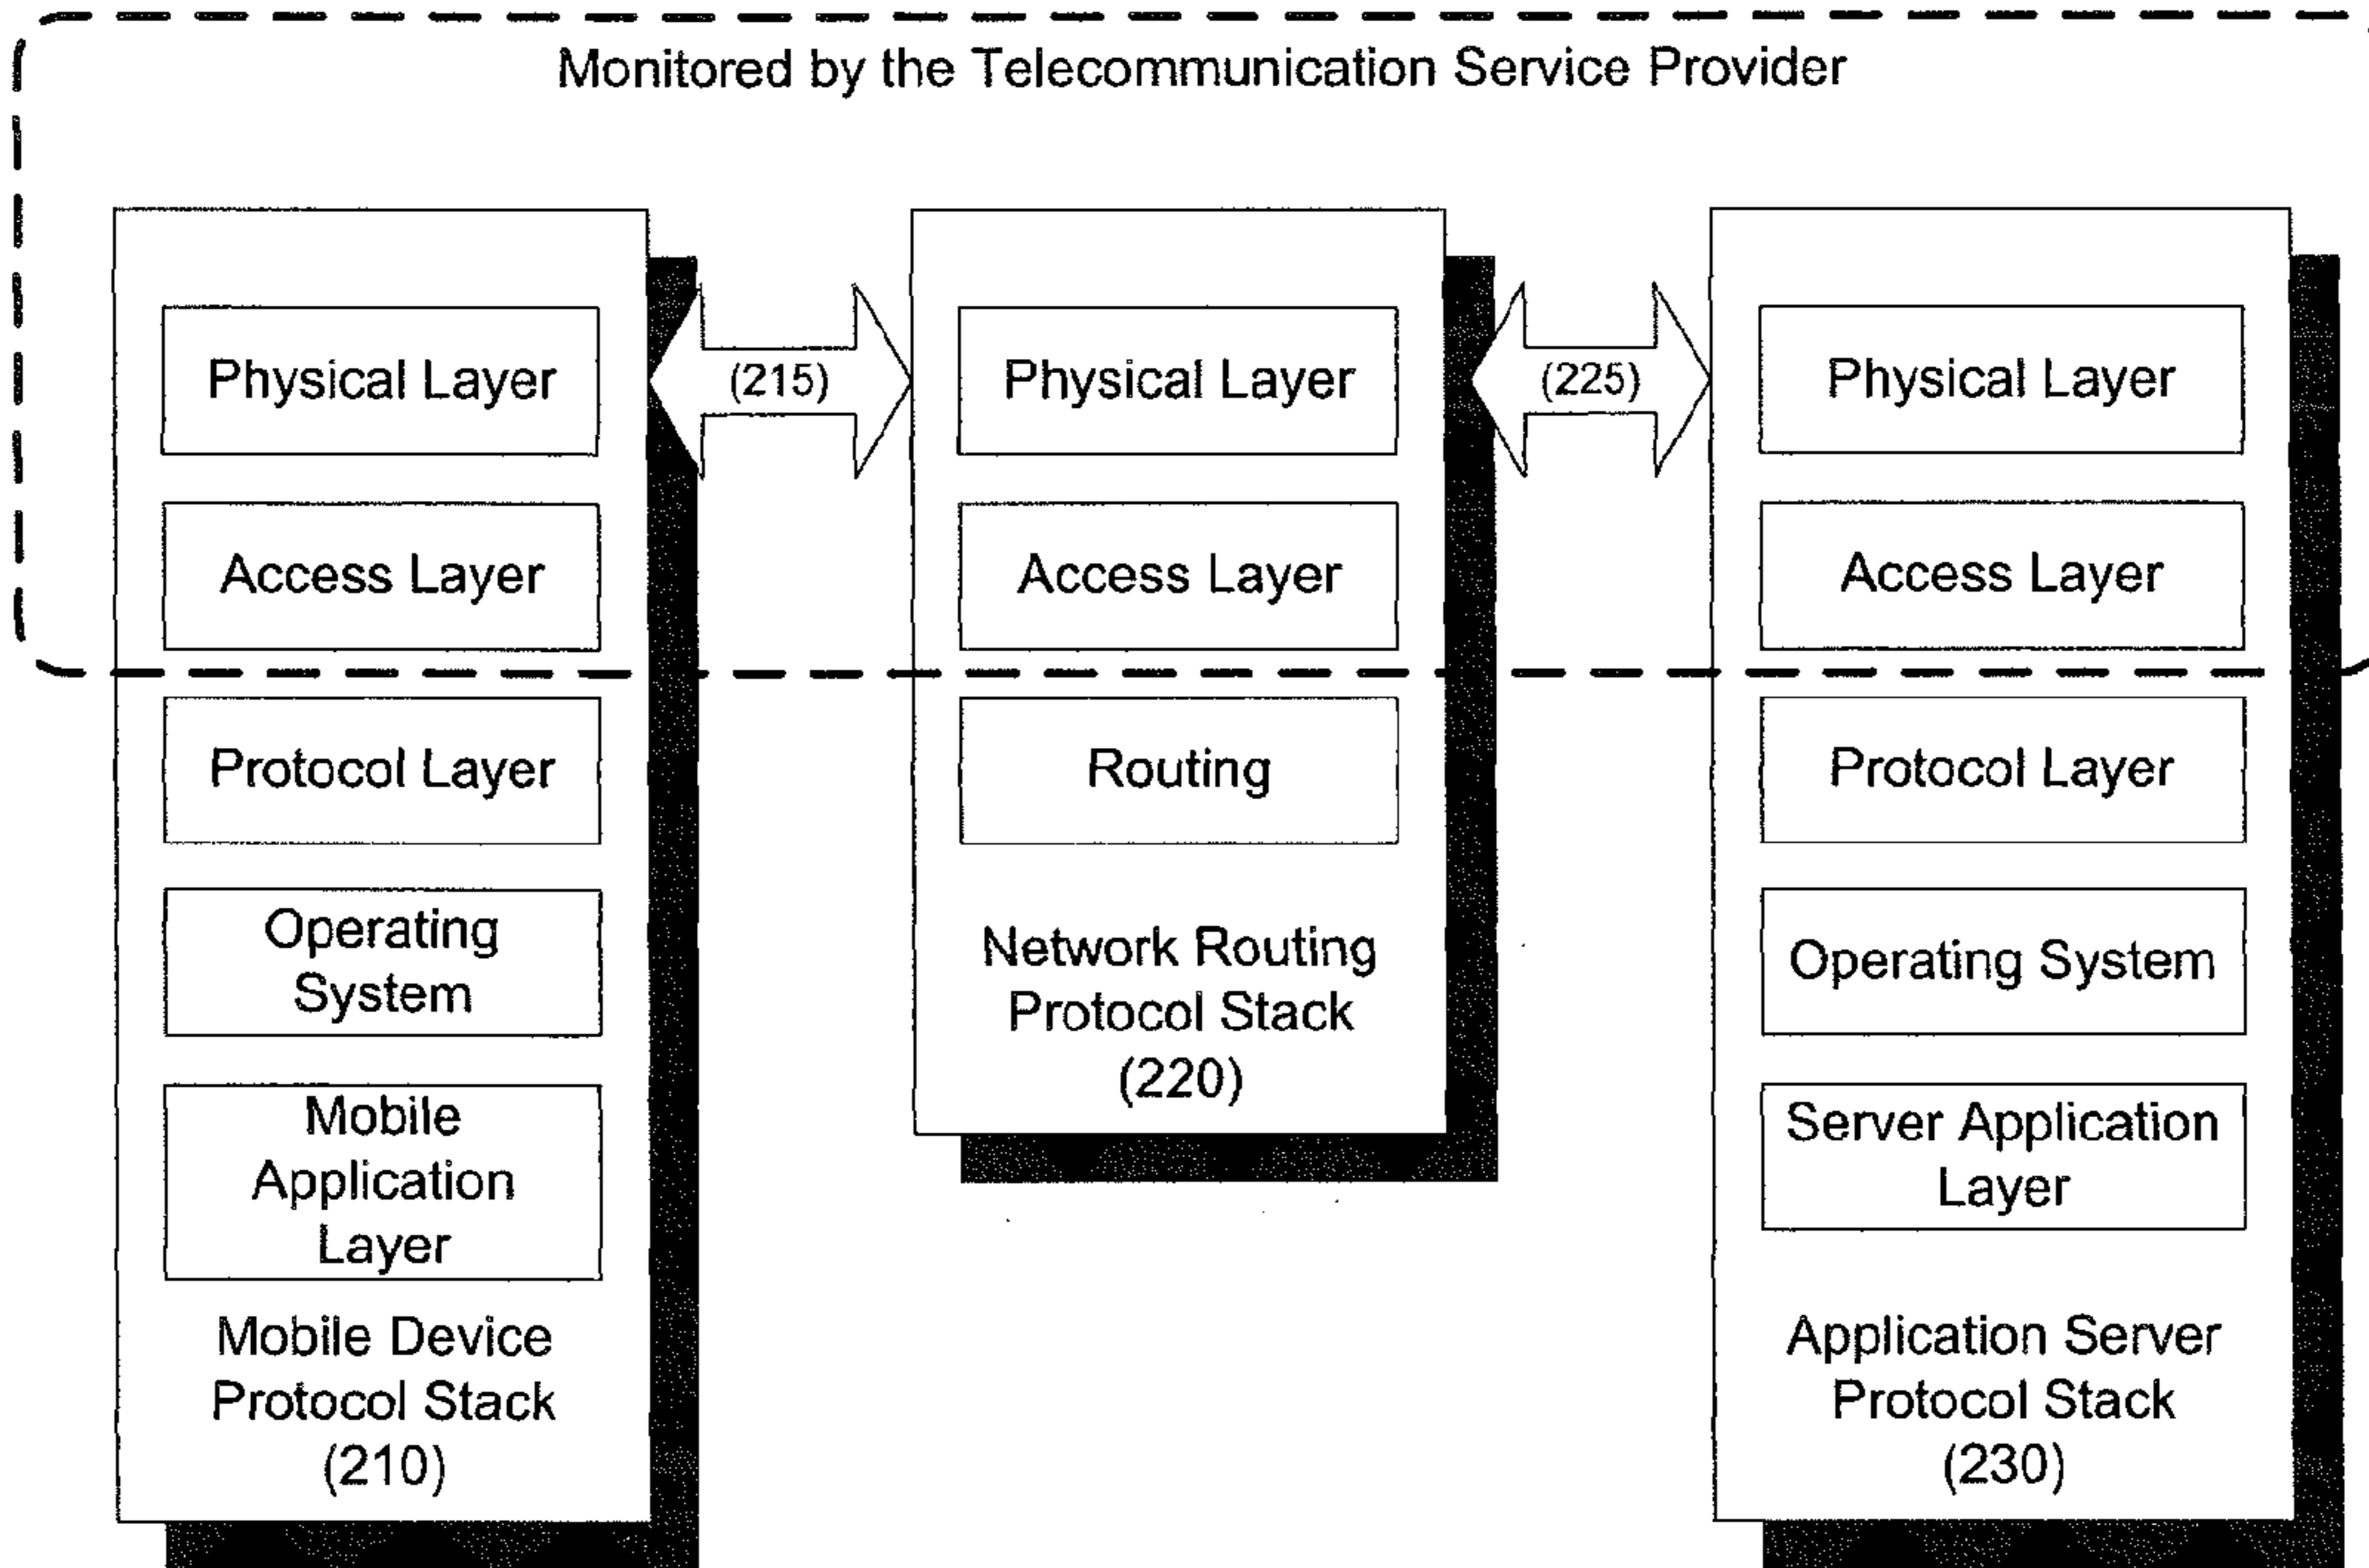 Monitored by the Telecommunication Service Provider
Physical Layer
Access Layer
Protocol Layer
Operating
System
Mobile
Application
Layer
Mobile Device
Protocol Stack
(210)
(215)
Physical Layer
Access Layer
Routing
Network Routing
Protocol Stack
(220)
(225)
Physical Layer
Access Layer
Protocol Layer
Operating System
Server Application
Layer
Application Server
Protocol Stack
(230)